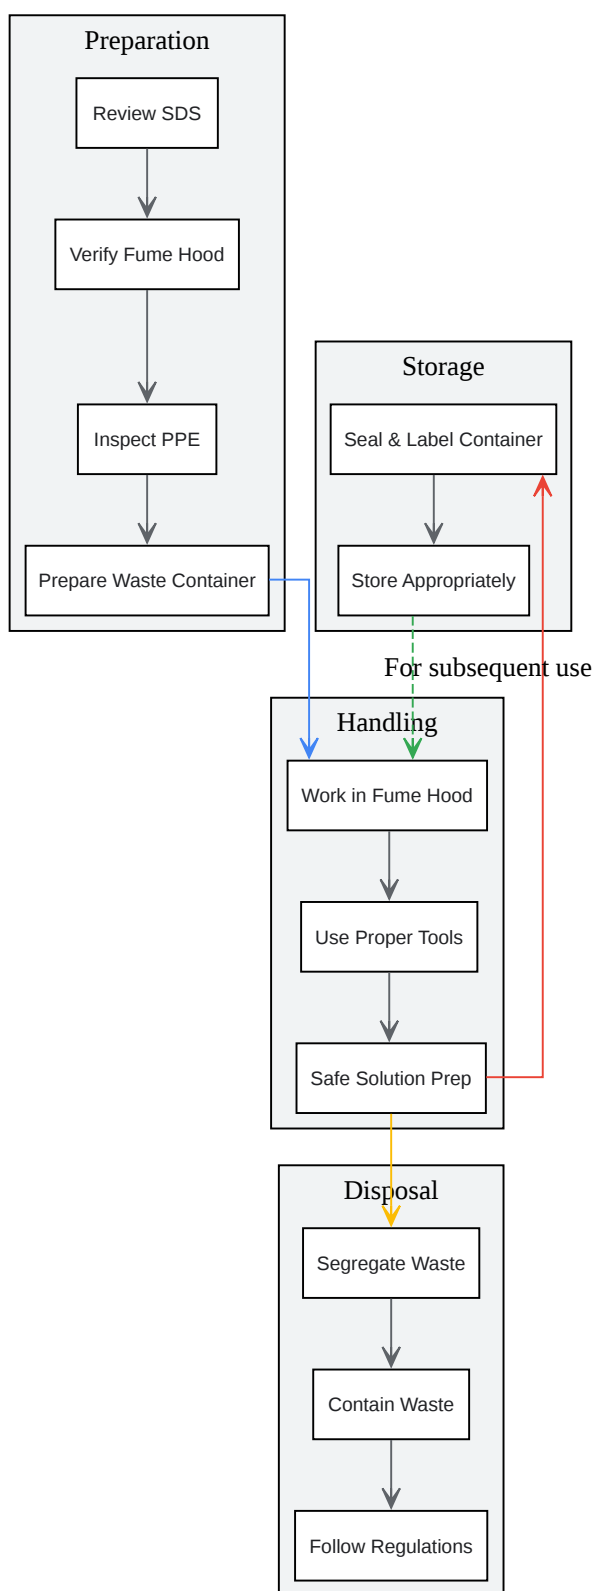 Preparation
Review SDS
Verify Fume Hood
Inspect PPE
Prepare Waste Container
Storage
Seal & Label Container
Store Appropriately
For subsequent use
Handling
Work in Fume Hood
Use Proper Tools
Safe Solution Prep
Disposal
Segregate Waste
Contain Waste
Follow Regulations